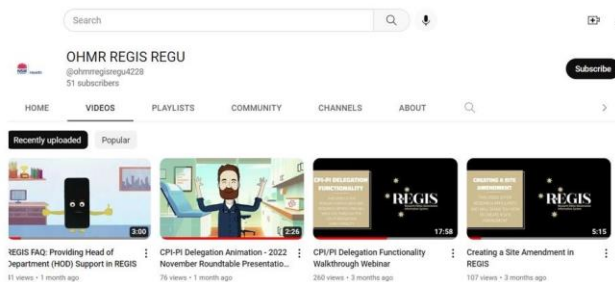 Search
OHMR REGIS REGU
@ohmrregisregu4228
51 subscribers
Subscribe
HOME VIDEOS PLAYLISTS COMMUNITY CHANNELS ABOUT
Recently uploaded Popular
CPI-PI DELEGATION
FUNCTIONALITY
REGIS
CREATING A SITE
AMENDMENT
REGIS
3:00 2:26 17:58 5:15
REGIS FAQ: Providing Head of
Department (HOD) Support in REGIS
views • 1 month ago
CPI-PI Delegation Animation - 2022
November Roundtable Presentatio...
76 views • 1 month ago
CPI/PI Delegation Functionality
Walkthrough Webinar
260 views • 3 months ago
Creating a Site Amendment in
REGIS
107 views • 3 months ago